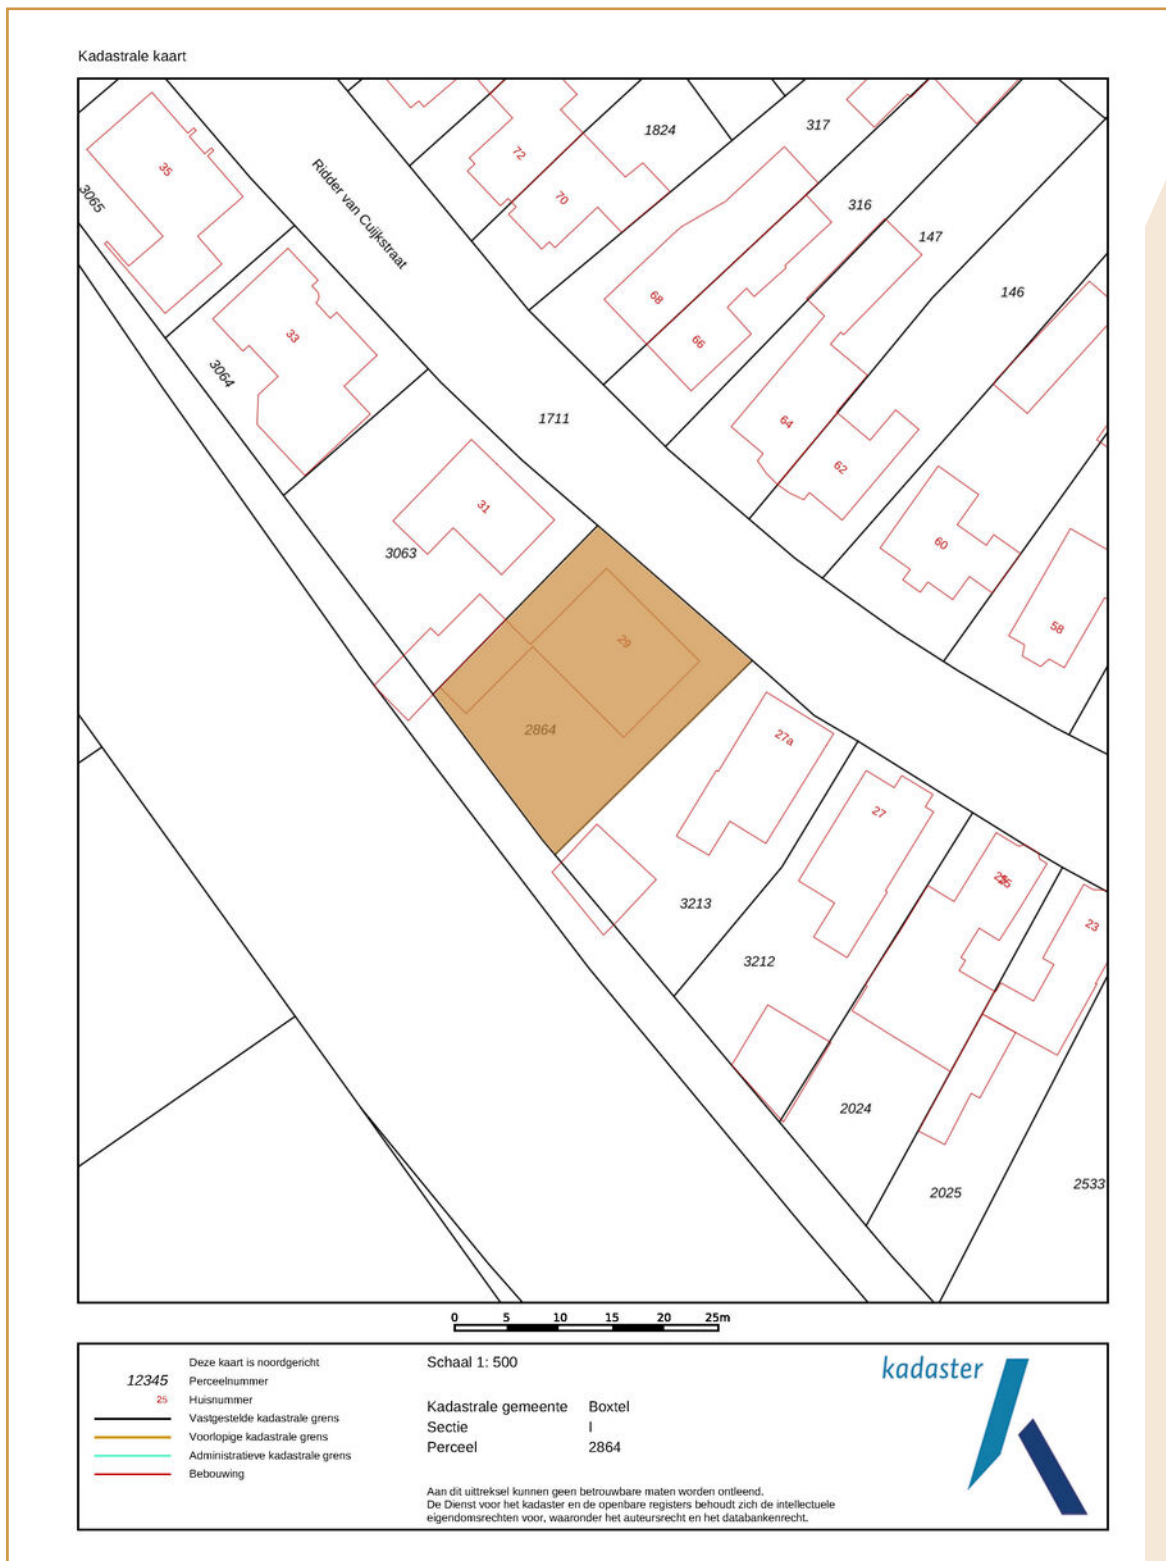 Kadastrale kaart
35
3065
Ridder van Cuijkstraat
72
70
1824
317
316
147
146
68
66
33
3064
64
62
1711
31
3063
60
58
29
2864
27a
27
3213
3212
23
2024
2025
2533
0 5 10 15 20 25m
Deze kaart is noordgericht
12345 Perceelnummer
25 Huisnummer
Vastgestelde kadastrale grens
Voorlopige kadastrale grens
Administratieve kadastrale grens
Bebouwing
Schaal 1: 500
Kadastrale gemeente Boxtel
Sectie I
Perceel 2864
Aan dit uittreksel kunnen geen betrouwbare maten worden ontleend.
De Dienst voor het kadaster en de openbare registers behoudt zich de intellectuele
eigendomsrechten voor, waaronder het auteursrecht en het databankenrecht.
kadaster